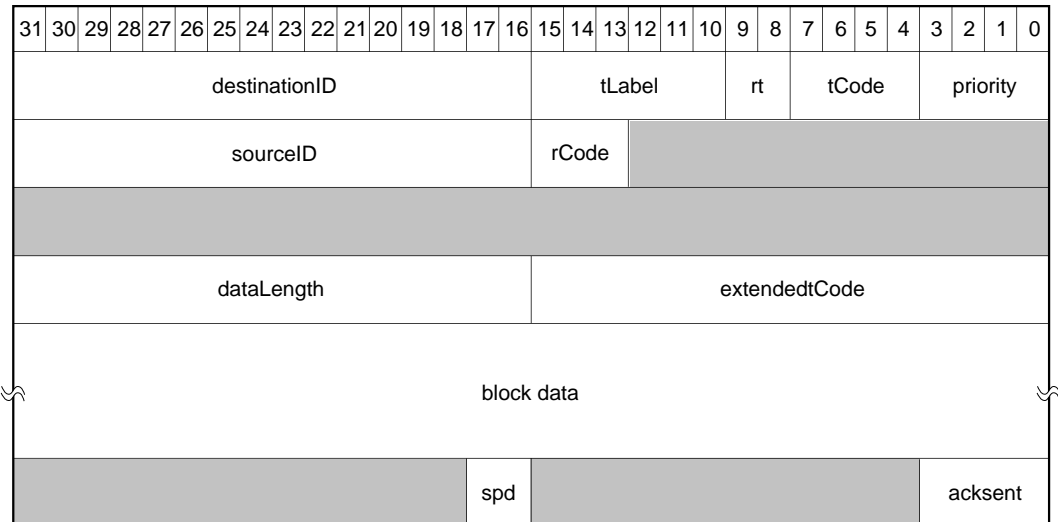 31 30 29 28 27 26 25 24 23 22 21 20 19 18 17 16 15 14 13 12 11 10 9 8 7 6 5 4 3 2 1 0
destinationID tLabel rt tCode priority
sourceID rCode
dataLength extendedtCode
block data
spd acksent